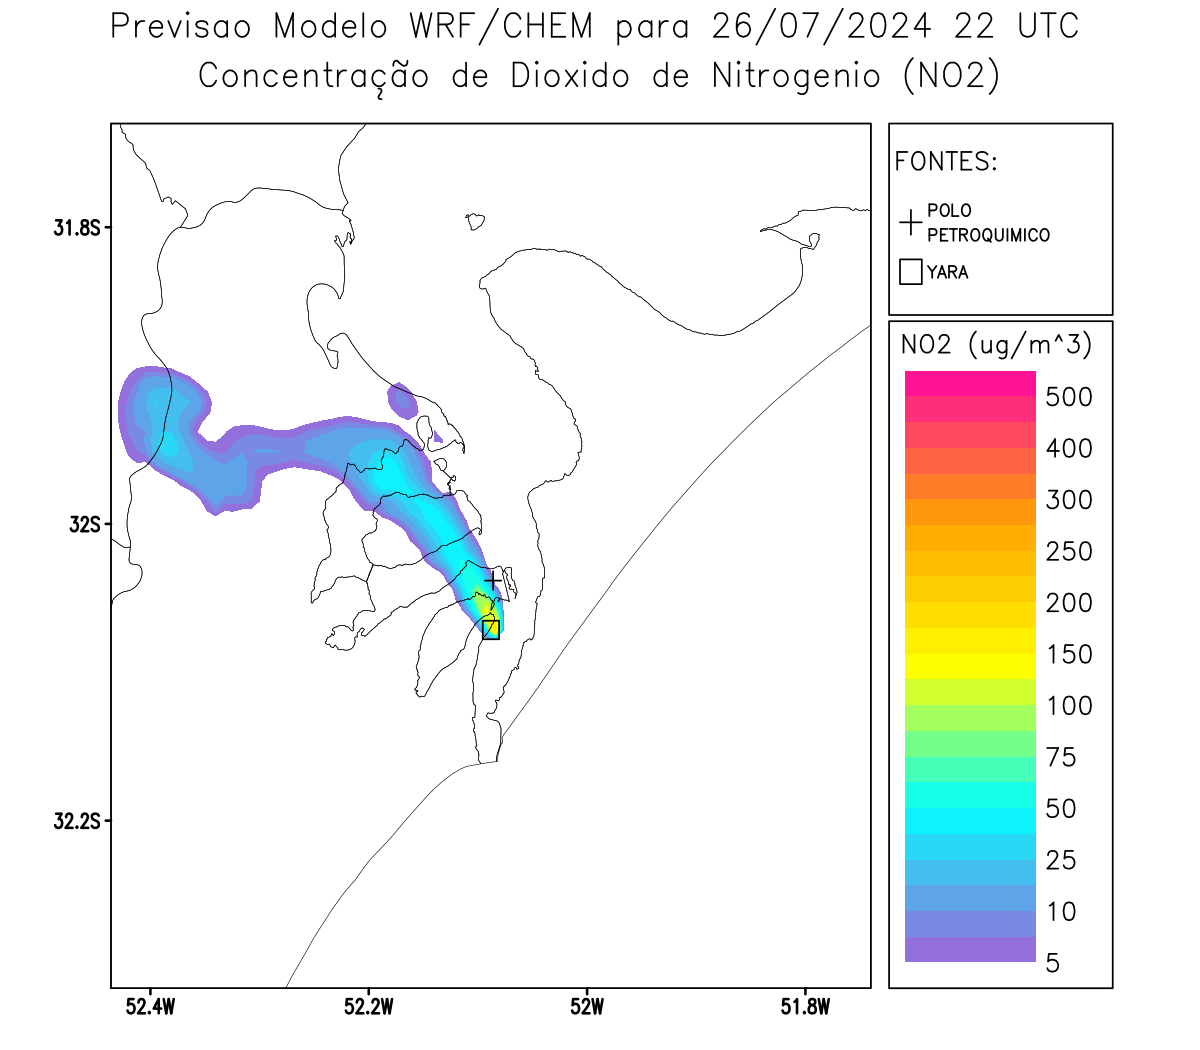 Previsao Modelo WRF/CHEM para 26/07/2024 22 UTC
Concentração de Dioxido de Nitrogenio (NO2)
FONTES:
POLO
PETROQUIMICO
YARA
31.8S
32S
32.2S
52.4W
52.2W
52W
51.8W
NO2 (ug/m^3)
500
400
300
250
200
150
100
75
50
25
10
5